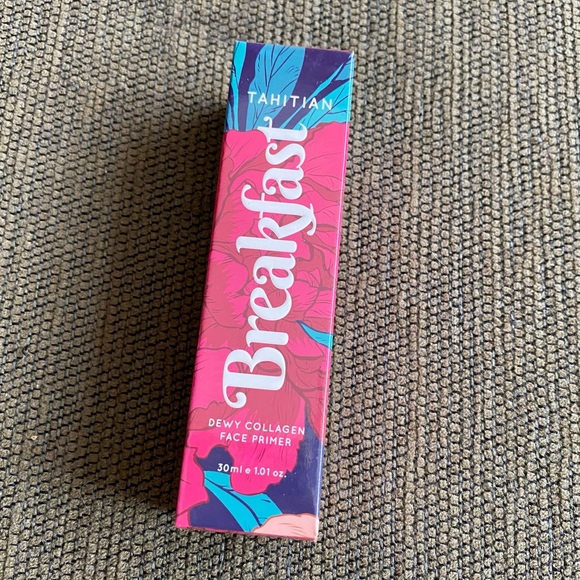 TAHITIAN
Breakfast
DEWY COLLAGEN
FACE PRIMER
30ml e 1.01 oz.